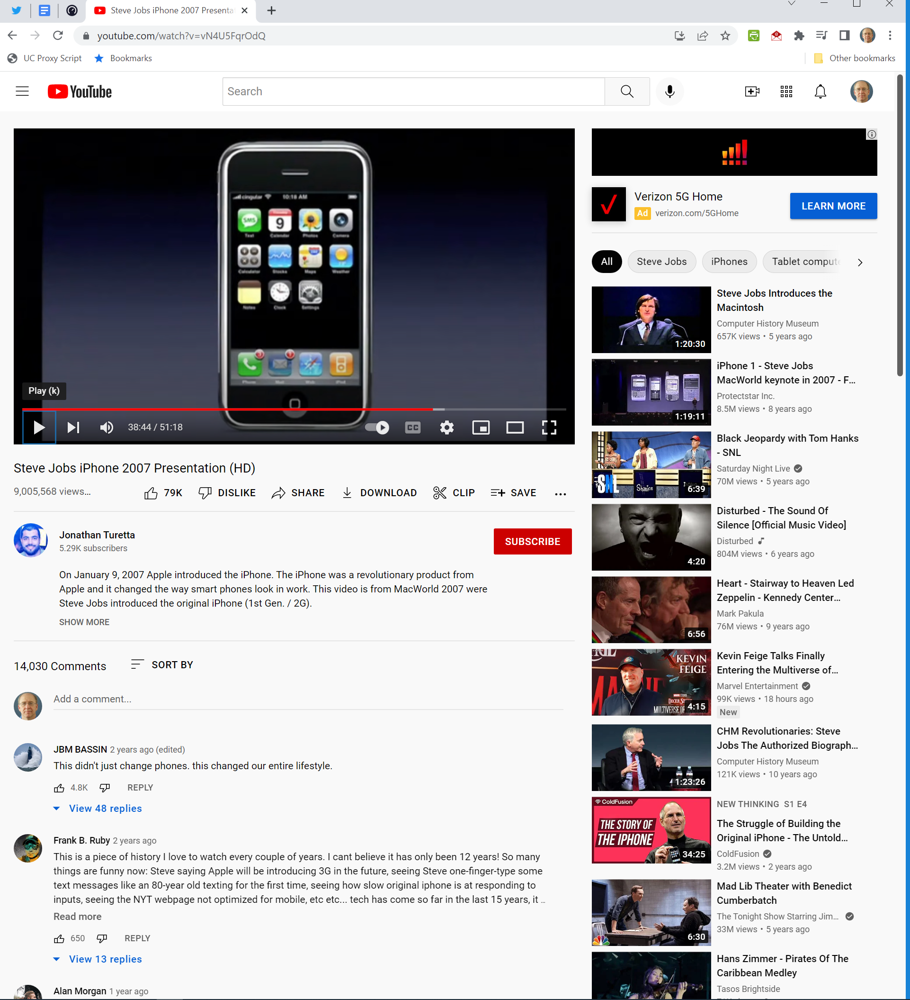 Steve Jobs iPhone 2007 Presenta
youtube.com/watch?v=vN4U5FqrOdQ
UC Proxy Script
Bookmarks
Other bookmarks
YouTube
Search
cingular
10:18 AM
SMS
9
Text
Calendar
Photos
Camera
Calculator
Stocks
Maps
Weather
Notes
Clock
Settings
Phone
Mail
Web
iPod
Play (k)
38:44 / 51:18
CC
Steve Jobs iPhone 2007 Presentation (HD)
9,005,568 views...
79K
DISLIKE
SHARE
DOWNLOAD
CLIP
SAVE
Jonathan Turetta
5.29K subscribers
SUBSCRIBE
On January 9, 2007 Apple introduced the iPhone. The iPhone was a revolutionary product from
Apple and it changed the way smart phones look in work. This video is from MacWorld 2007 were
Steve Jobs introduced the original iPhone (1st Gen. / 2G).
SHOW MORE
14,030 Comments
SORT BY
Add a comment...
JBM BASSIN 2 years ago (edited)
This didn't just change phones. this changed our entire lifestyle.
4.8K
REPLY
View 48 replies
Frank B. Ruby 2 years ago
This is a piece of history I love to watch every couple of years. I cant believe it has only been 12 years! So many
things are funny now: Steve saying Apple will be introducing 3G in the future, seeing Steve one-finger-type some
text messages like an 80-year old texting for the first time, seeing how slow original iphone is at responding to
inputs, seeing the NYT webpage not optimized for mobile, etc etc... tech has come so far in the last 15 years, it ...
Read more
650
REPLY
View 13 replies
Alan Morgan 1 year ago
Verizon 5G Home
Ad verizon.com/5GHome
LEARN MORE
All
Steve Jobs
iPhones
Tablet compute
1:20:30
Steve Jobs Introduces the
Macintosh
Computer History Museum
657K views • 5 years ago
1:19:11
iPhone 1 - Steve Jobs
MacWorld keynote in 2007 - F...
Protectstar Inc.
8.5M views • 8 years ago
SNL
Shanice
6:39
Black Jeopardy with Tom Hanks
- SNL
Saturday Night Live
70M views • 5 years ago
4:20
Disturbed - The Sound Of
Silence [Official Music Video]
Disturbed
804M views • 6 years ago
6:56
Heart - Stairway to Heaven Led
Zeppelin - Kennedy Center...
Mark Pakula
76M views • 9 years ago
KEVIN
FEIGE
MULTIVERSE OF
4:15
Kevin Feige Talks Finally
Entering the Multiverse of...
Marvel Entertainment
99K views • 18 hours ago
New
1:23:26
CHM Revolutionaries: Steve
Jobs The Authorized Biograph...
Computer History Museum
121K views • 10 years ago
ColdFusion
THE STORY OF
THE IPHONE
34:25
NEW THINKING S1 E4
The Struggle of Building the
Original iPhone - The Untold...
ColdFusion
3.2M views • 2 years ago
6:30
Mad Lib Theater with Benedict
Cumberbatch
The Tonight Show Starring Jim...
33M views • 5 years ago
Hans Zimmer - Pirates Of The
Caribbean Medley
Tasos Brightside